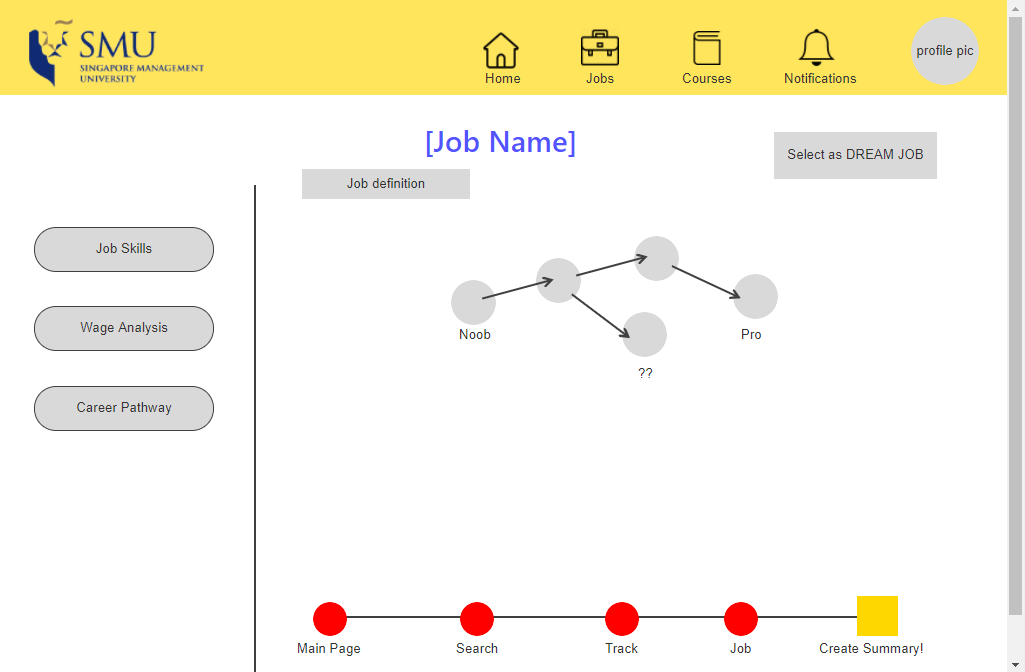 SMU
SINGAPORE MANAGEMENT
UNIVERSITY
Home
Jobs
Courses
Notifications
profile pic
[Job Name]
Select as DREAM JOB
Job definition
Job Skills
Wage Analysis
Career Pathway
Noob
Pro
??
Main Page
Search
Track
Job
Create Summary!